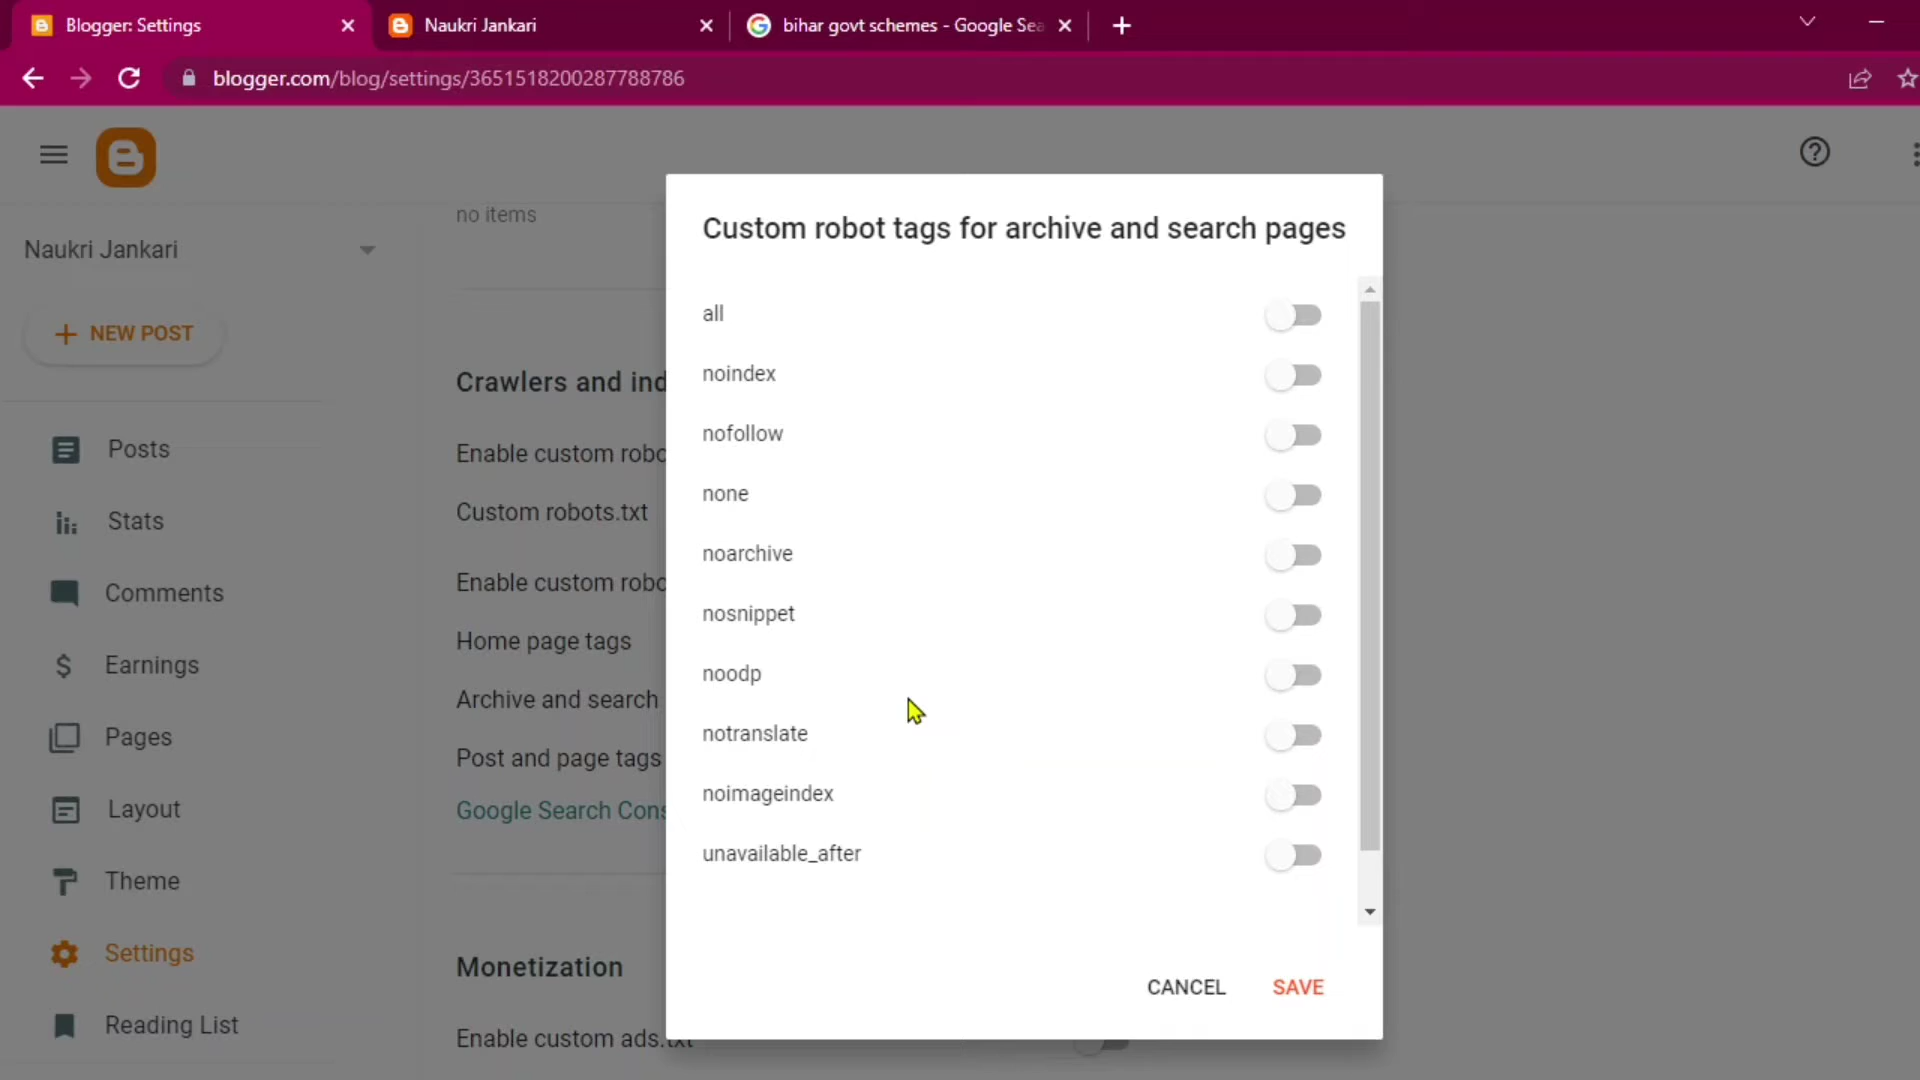 Blogger: Settings
Naukri Jankari
bihar govt schemes - Google Sea
blogger.com/blog/settings/3651518200287788786
no items
Naukri Jankari
NEW POST
Posts
Stats
Comments
Earnings
Pages
Layout
Theme
Settings
Reading List
Crawlers and ind
Enable custom robo
Custom robots.txt
Enable custom robo
Home page tags
Archive and search
Post and page tags
Google Search Cons
Monetization
Enable custom ads.txt
Custom robot tags for archive and search pages
all
noindex
nofollow
none
noarchive
nosnippet
noodp
notranslate
noimageindex
unavailable_after
CANCEL
SAVE